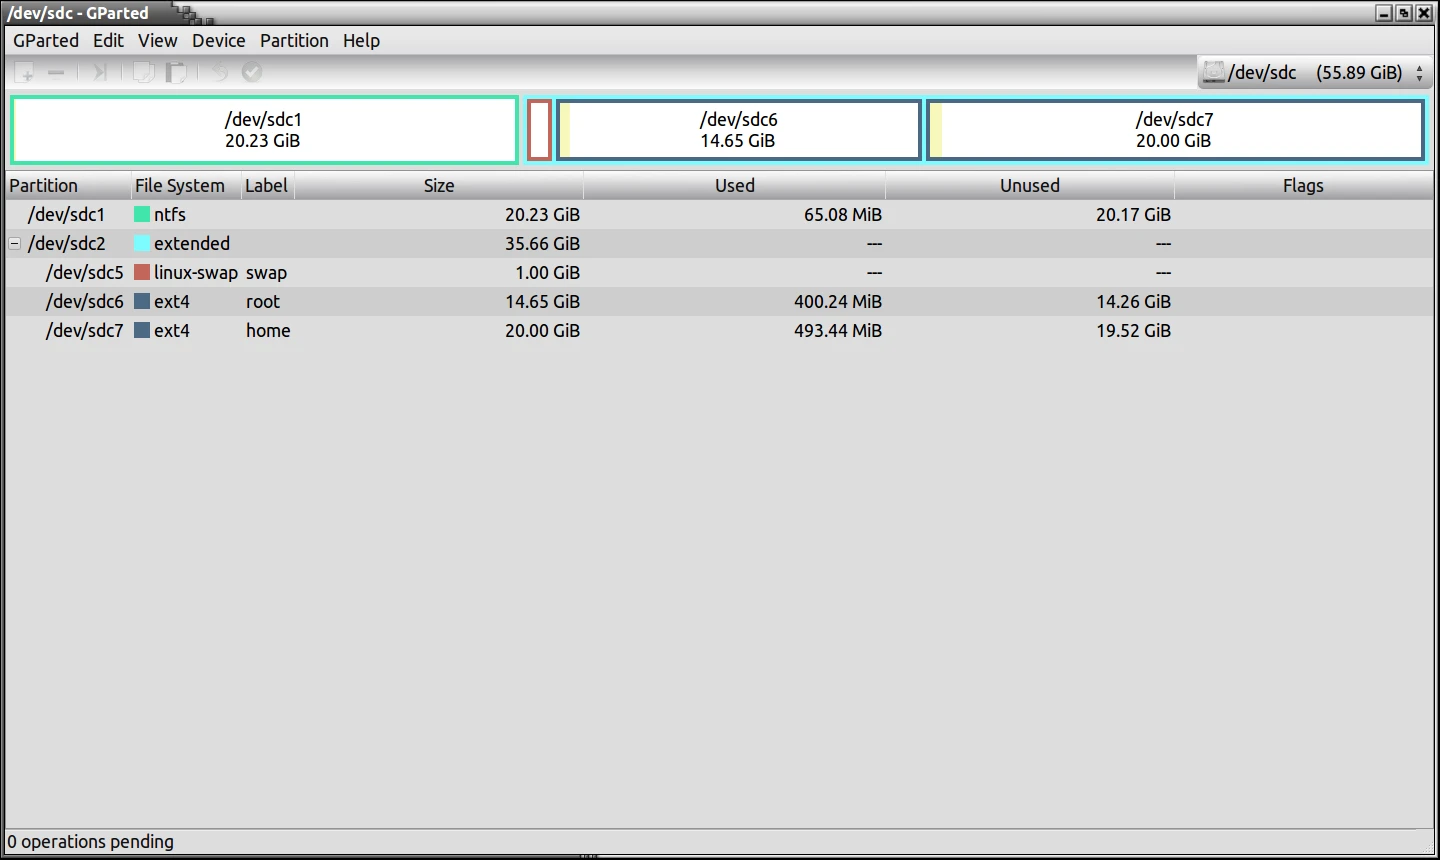 /dev/sdc - GParted
GParted Edit View Device Partition Help
/dev/sdc (55.89 GiB)
/dev/sdc1
20.23 GiB
/dev/sdc6
14.65 GiB
/dev/sdc7
20.00 GiB
Partition File System Label Size Used Unused Flags
/dev/sdc1 ntfs 20.23 GiB 65.08 MiB 20.17 GiB
/dev/sdc2 extended 35.66 GiB --- ---
/dev/sdc5 linux-swap swap 1.00 GiB --- ---
/dev/sdc6 ext4 root 14.65 GiB 400.24 MiB 14.26 GiB
/dev/sdc7 ext4 home 20.00 GiB 493.44 MiB 19.52 GiB
0 operations pending